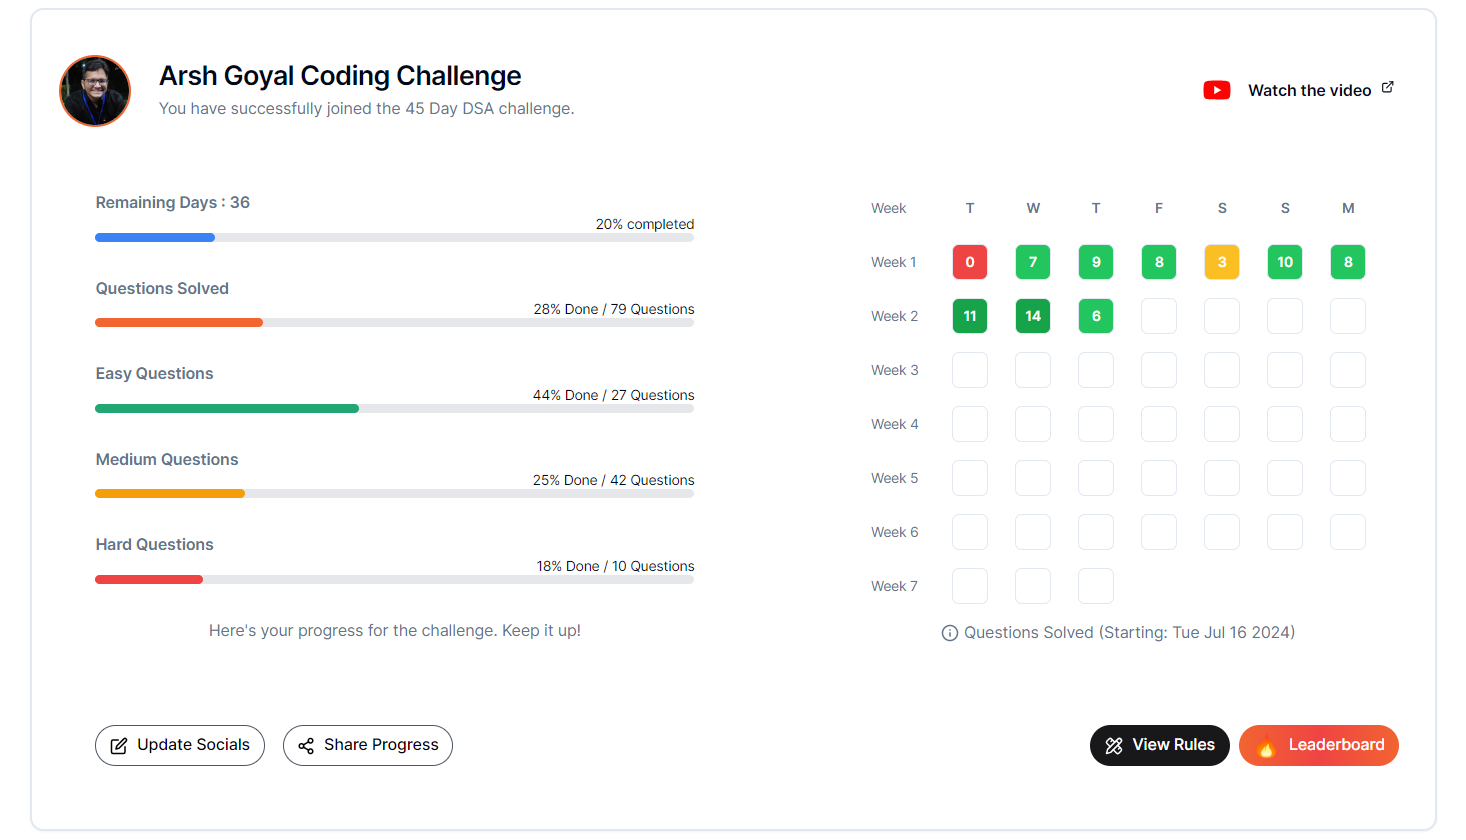 Arsh Goyal Coding Challenge
You have successfully joined the 45 Day DSA challenge.
Watch the video
Remaining Days : 36
20% completed
Questions Solved
28% Done / 79 Questions
Easy Questions
44% Done / 27 Questions
Medium Questions
25% Done / 42 Questions
Hard Questions
18% Done / 10 Questions
Here's your progress for the challenge. Keep it up!
Week T W T F S S M
Week 1 0 7 9 8 3 10 8
Week 2 11 14 6
Week 3
Week 4
Week 5
Week 6
Week 7
Questions Solved (Starting: Tue Jul 16 2024)
Update Socials
Share Progress
View Rules
Leaderboard